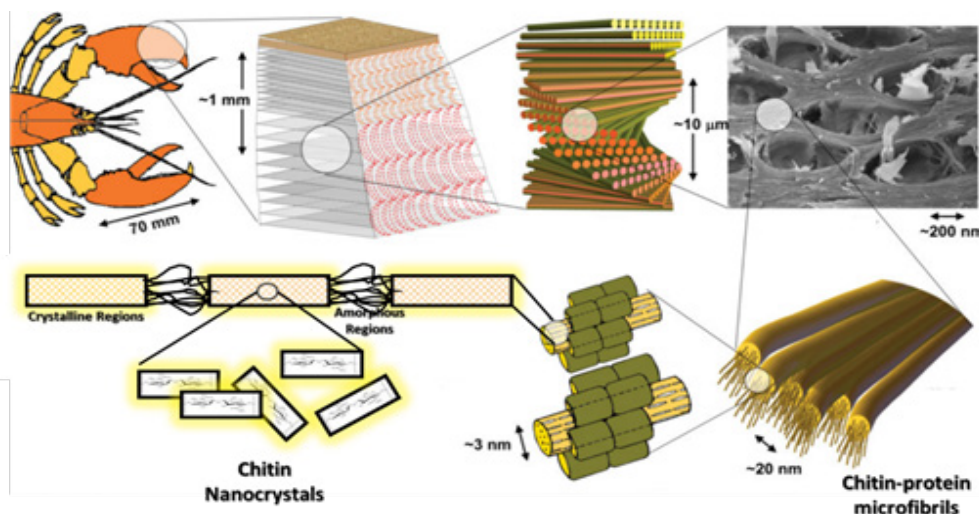 ~1 mm
70 mm
~10 μm
~200 nm
Crystalline Regions
Amorphous
Regions
~3 nm
~20 nm
Chitin
Nanocrystals
Chitin-protein
microfibrils